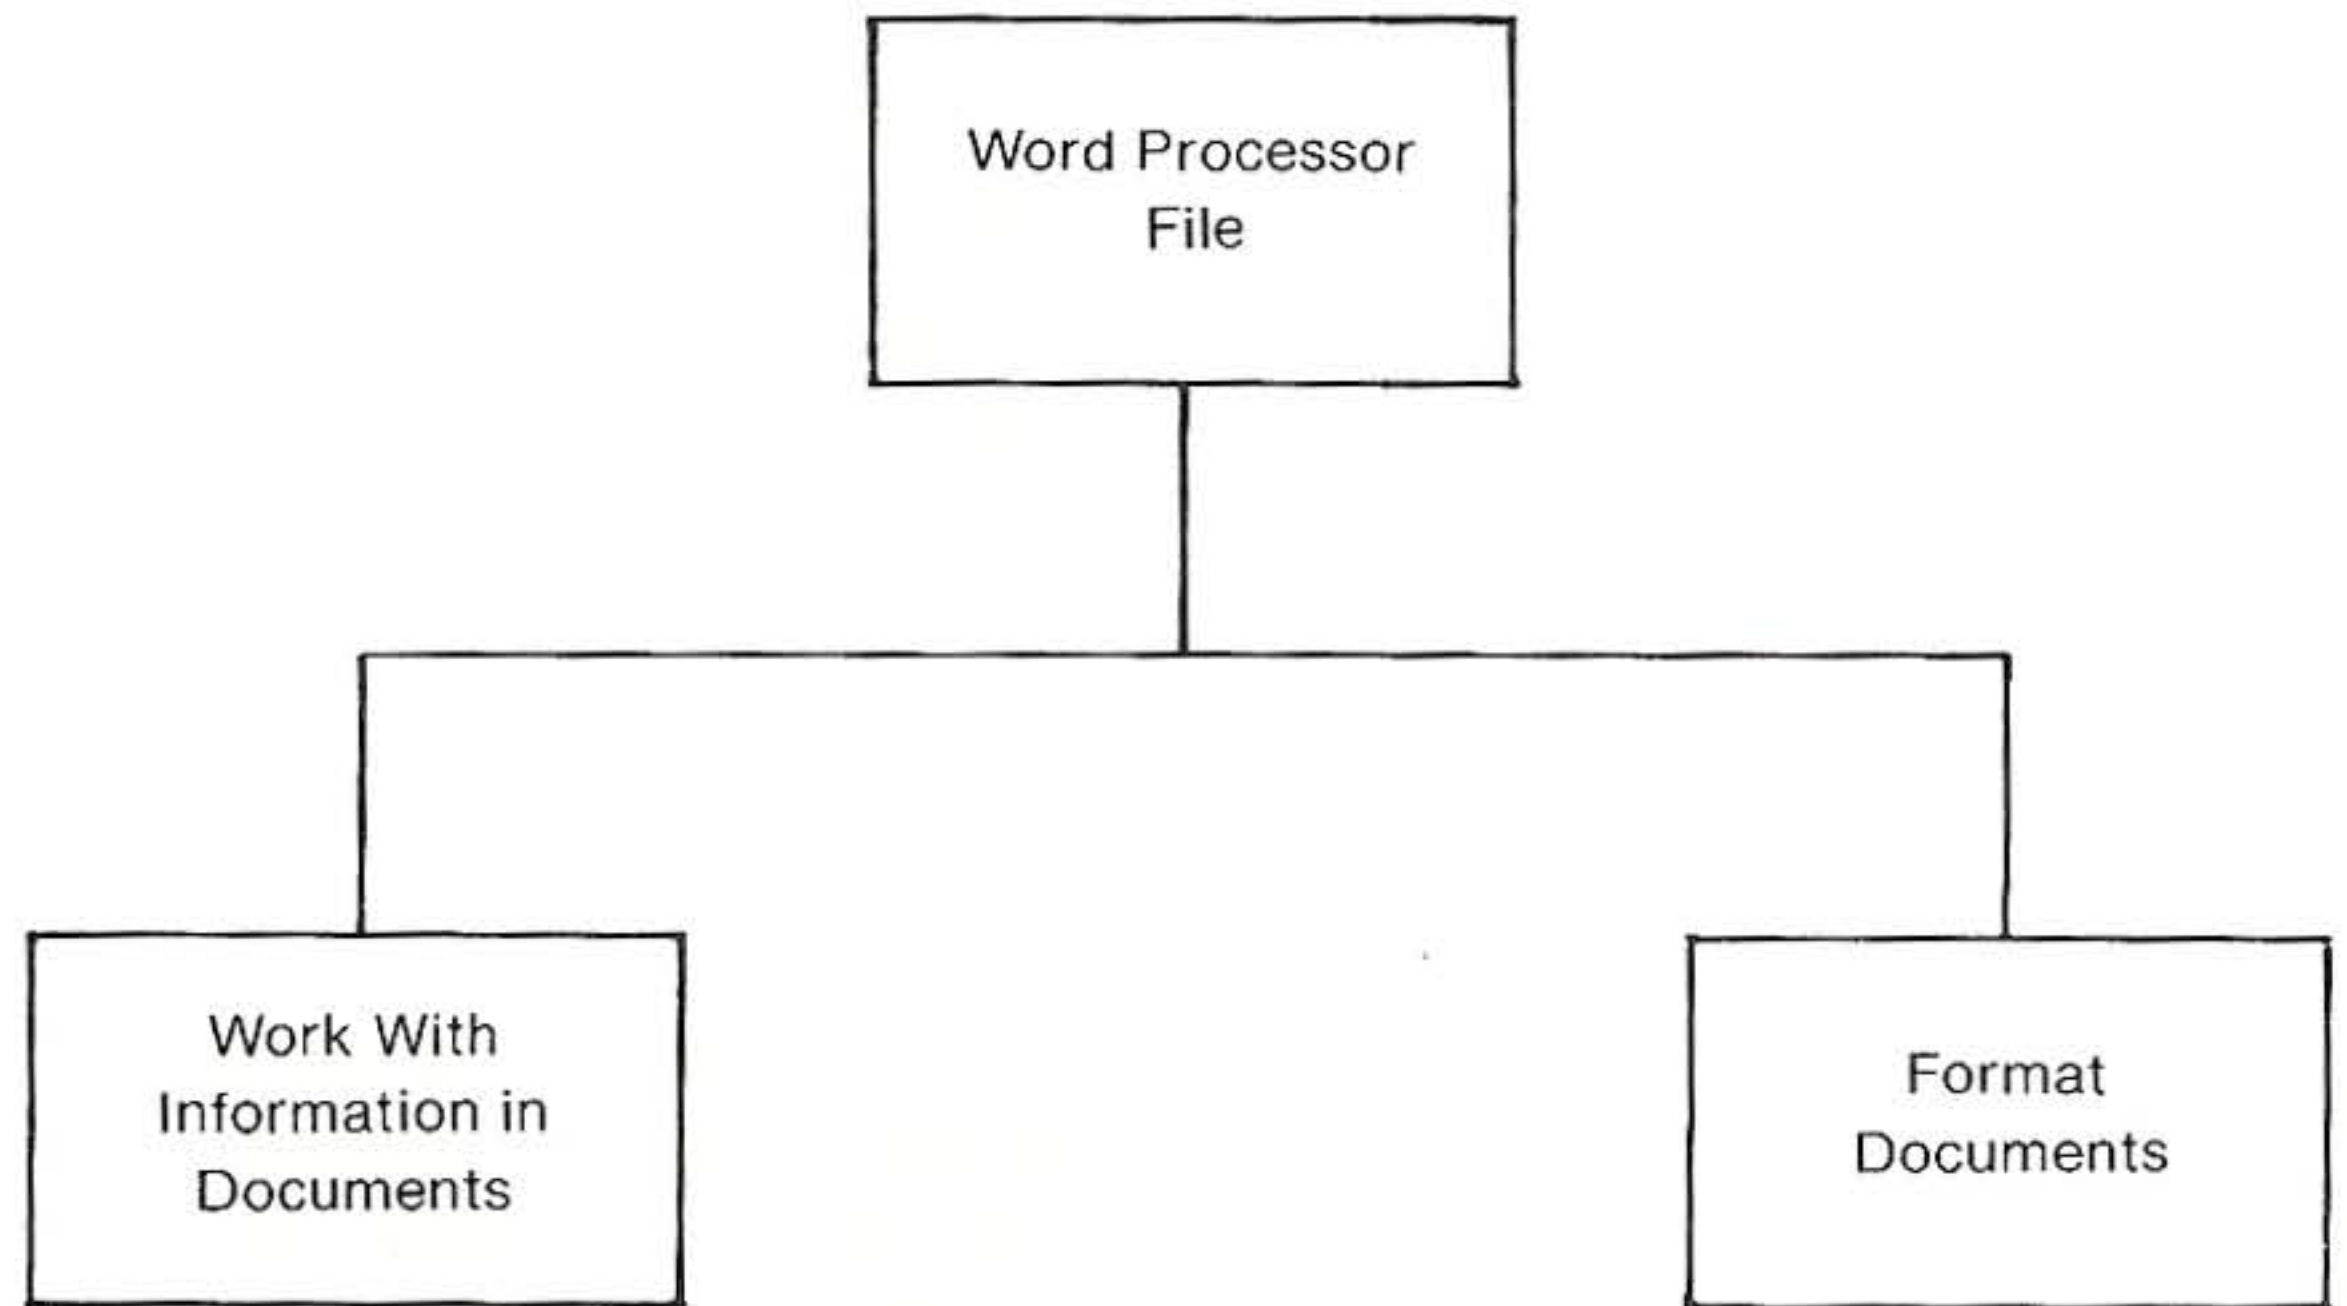 Word Processor
File
Work With
Information in
Documents
Format
Documents